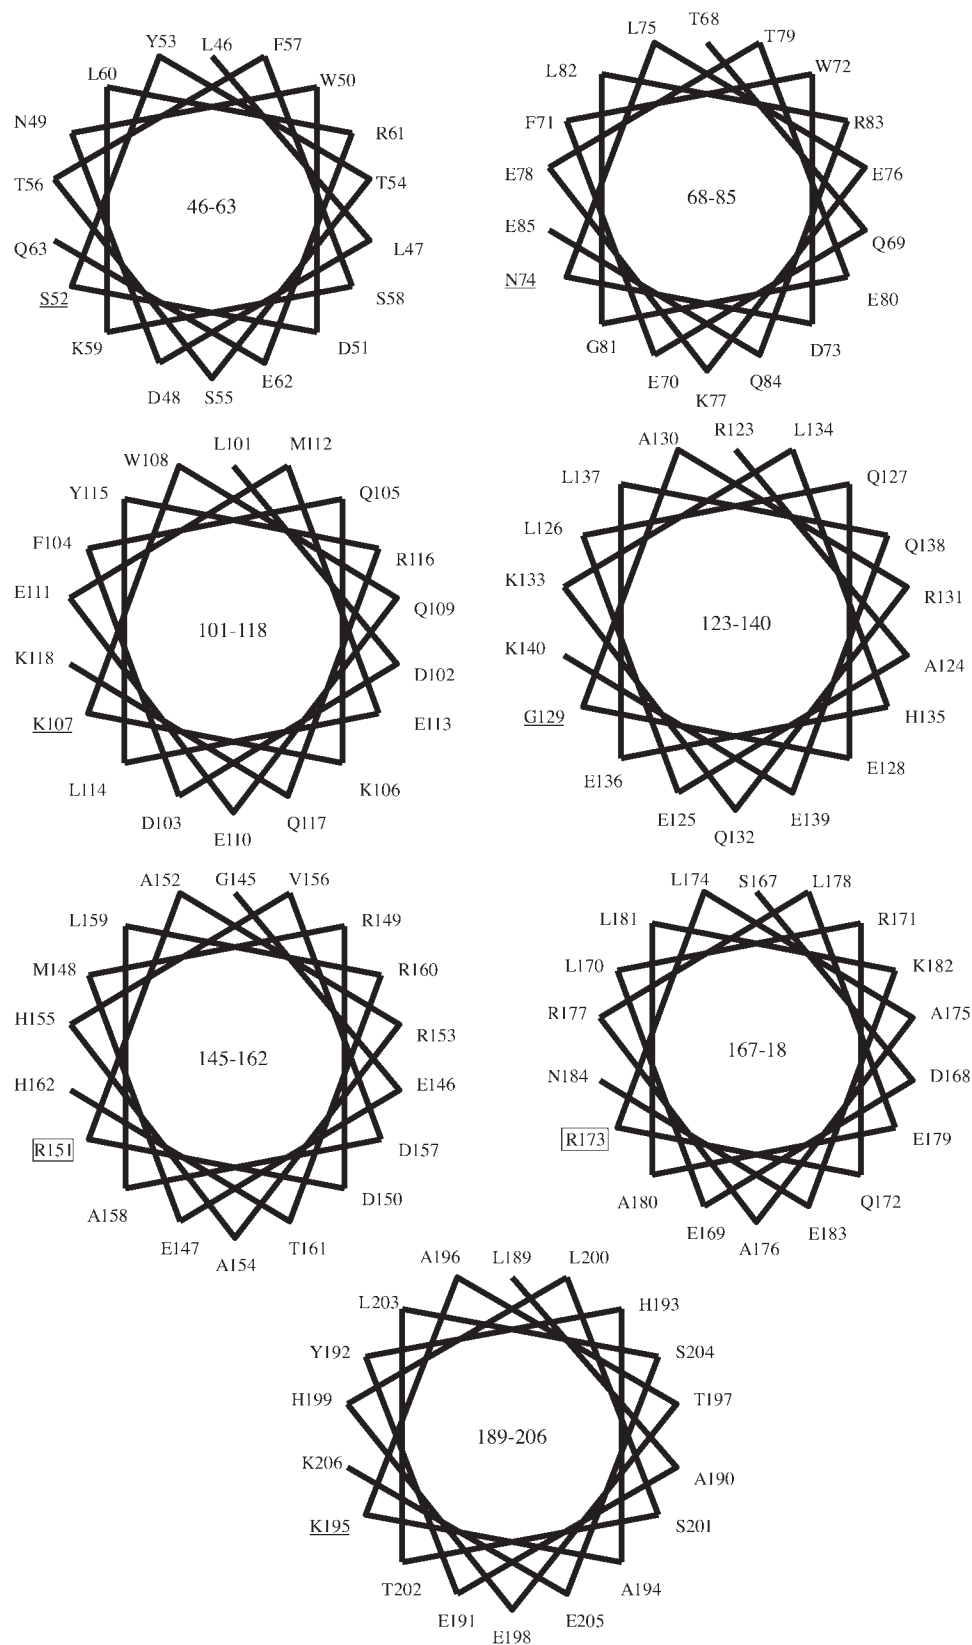 Y53 L46 F57
L60 W50
N49 R61
T56 T54
46-63
Q63 L47
S52 S58
K59 D51
D48 S55 E62
L75 T68 T79
L82 W72
F71 R83
E78 E76
68-85
E85 Q69
N74 E80
G81 D73
E70 K77 Q84
W108 L101 M112
Y115 Q105
F104 R116
E111 Q109
101-118
K118 D102
K107 E113
L114 K106
D103 E110 Q117
A130 R123 L134
L137 Q127
L126 Q138
K133 R131
123-140
K140 A124
G129 H135
E136 E128
E125 Q132 E139
A152 G145 V156
L159 R149
M148 R160
H155 R153
145-162
H162 E146
R151 D157
A158 D150
E147 A154 T161
L174 S167 L178
L181 R171
L170 K182
R177 A175
167-18
N184 D168
R173 E179
A180 Q172
E169 A176 E183
A196 L189 L200
L203 H193
Y192 S204
H199 T197
189-206
K206 A190
K195 S201
T202 A194
E191 E198 E205